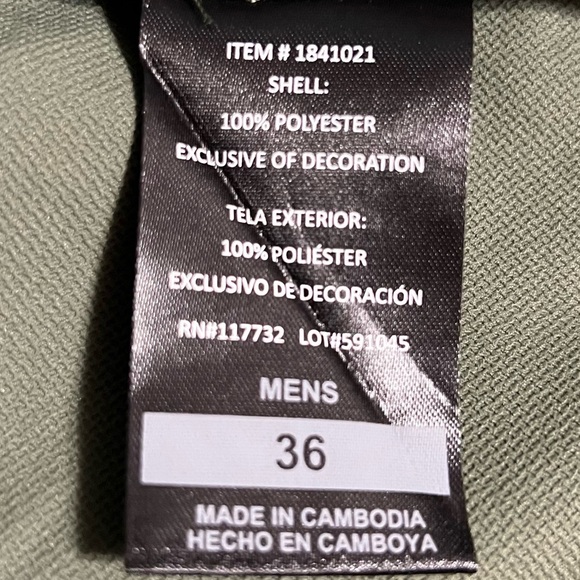 ITEM # 1841021
SHELL:
100% POLYESTER
EXCLUSIVE OF DECORATION
TELA EXTERIOR:
100% POLIÉSTER
EXCLUSIVO DE DECORACIÓN
RN#117732 LOT#591045
MENS
36
MADE IN CAMBODIA
HECHO EN CAMBOYA